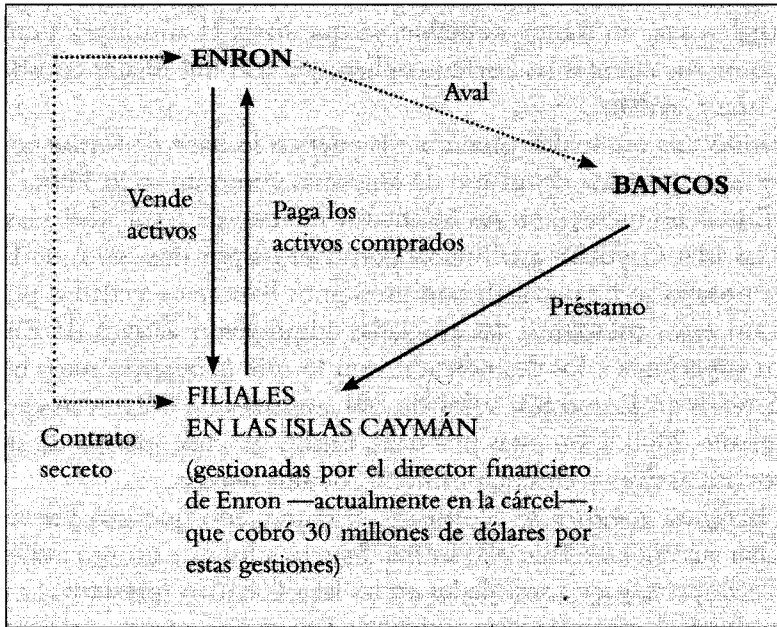 ENRON
Aval
BANCOS
Vende
activos
Paga los
activos comprados
Préstamo
FILIALES
EN LAS ISLAS CAYMÁN
Contrato
secreto
(gestionadas por el director financiero
de Enron —actualmente en la cárcel—,
que cobró 30 millones de dólares por
estas gestiones)